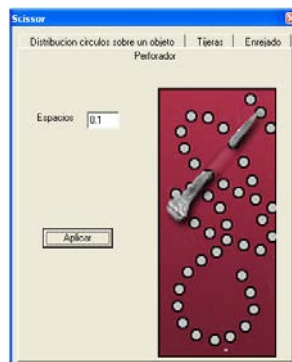 Scissor
Distribucion circulos sobre un objeto
Tijeras
Enrejado
Perforador
Espacios
0.1
Aplicar